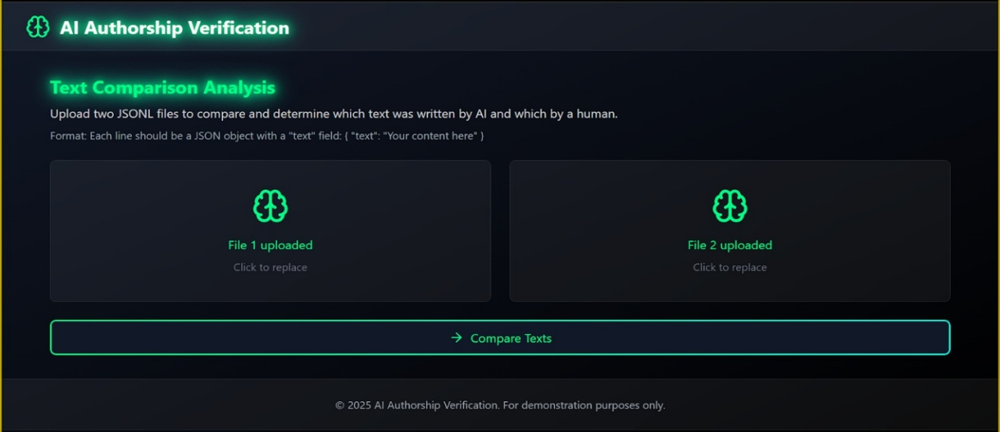 AI Authorship Verification
Text Comparison Analysis
Upload two JSONL files to compare and determine which text was written by AI and which by a human.
Format: Each line should be a JSON object with a "text" field: { "text": "Your content here" }
File 1 uploaded
Click to replace
File 2 uploaded
Click to replace
→ Compare Texts
© 2025 AI Authorship Verification. For demonstration purposes only.